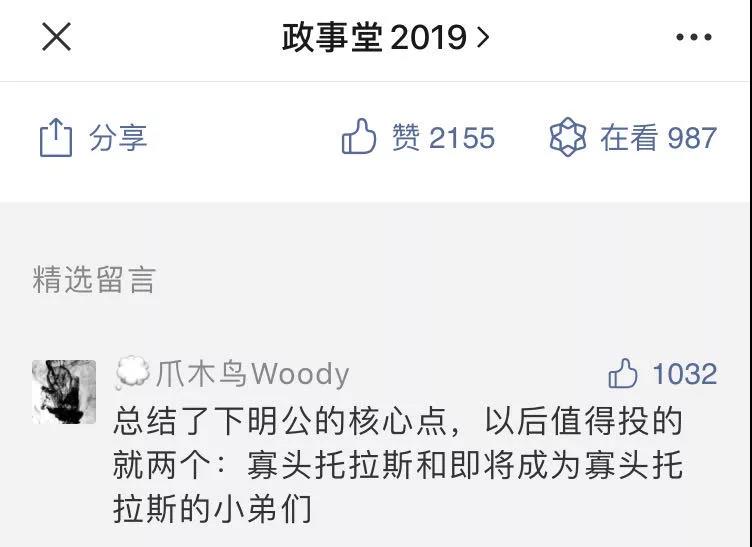 政事堂2019
分享 赞 2155 在看 987
精选留言
爪木鸟Woody 1032
总结了下明公的核心点，以后值得投的
就两个：寡头托拉斯和即将成为寡头托
拉斯的小弟们